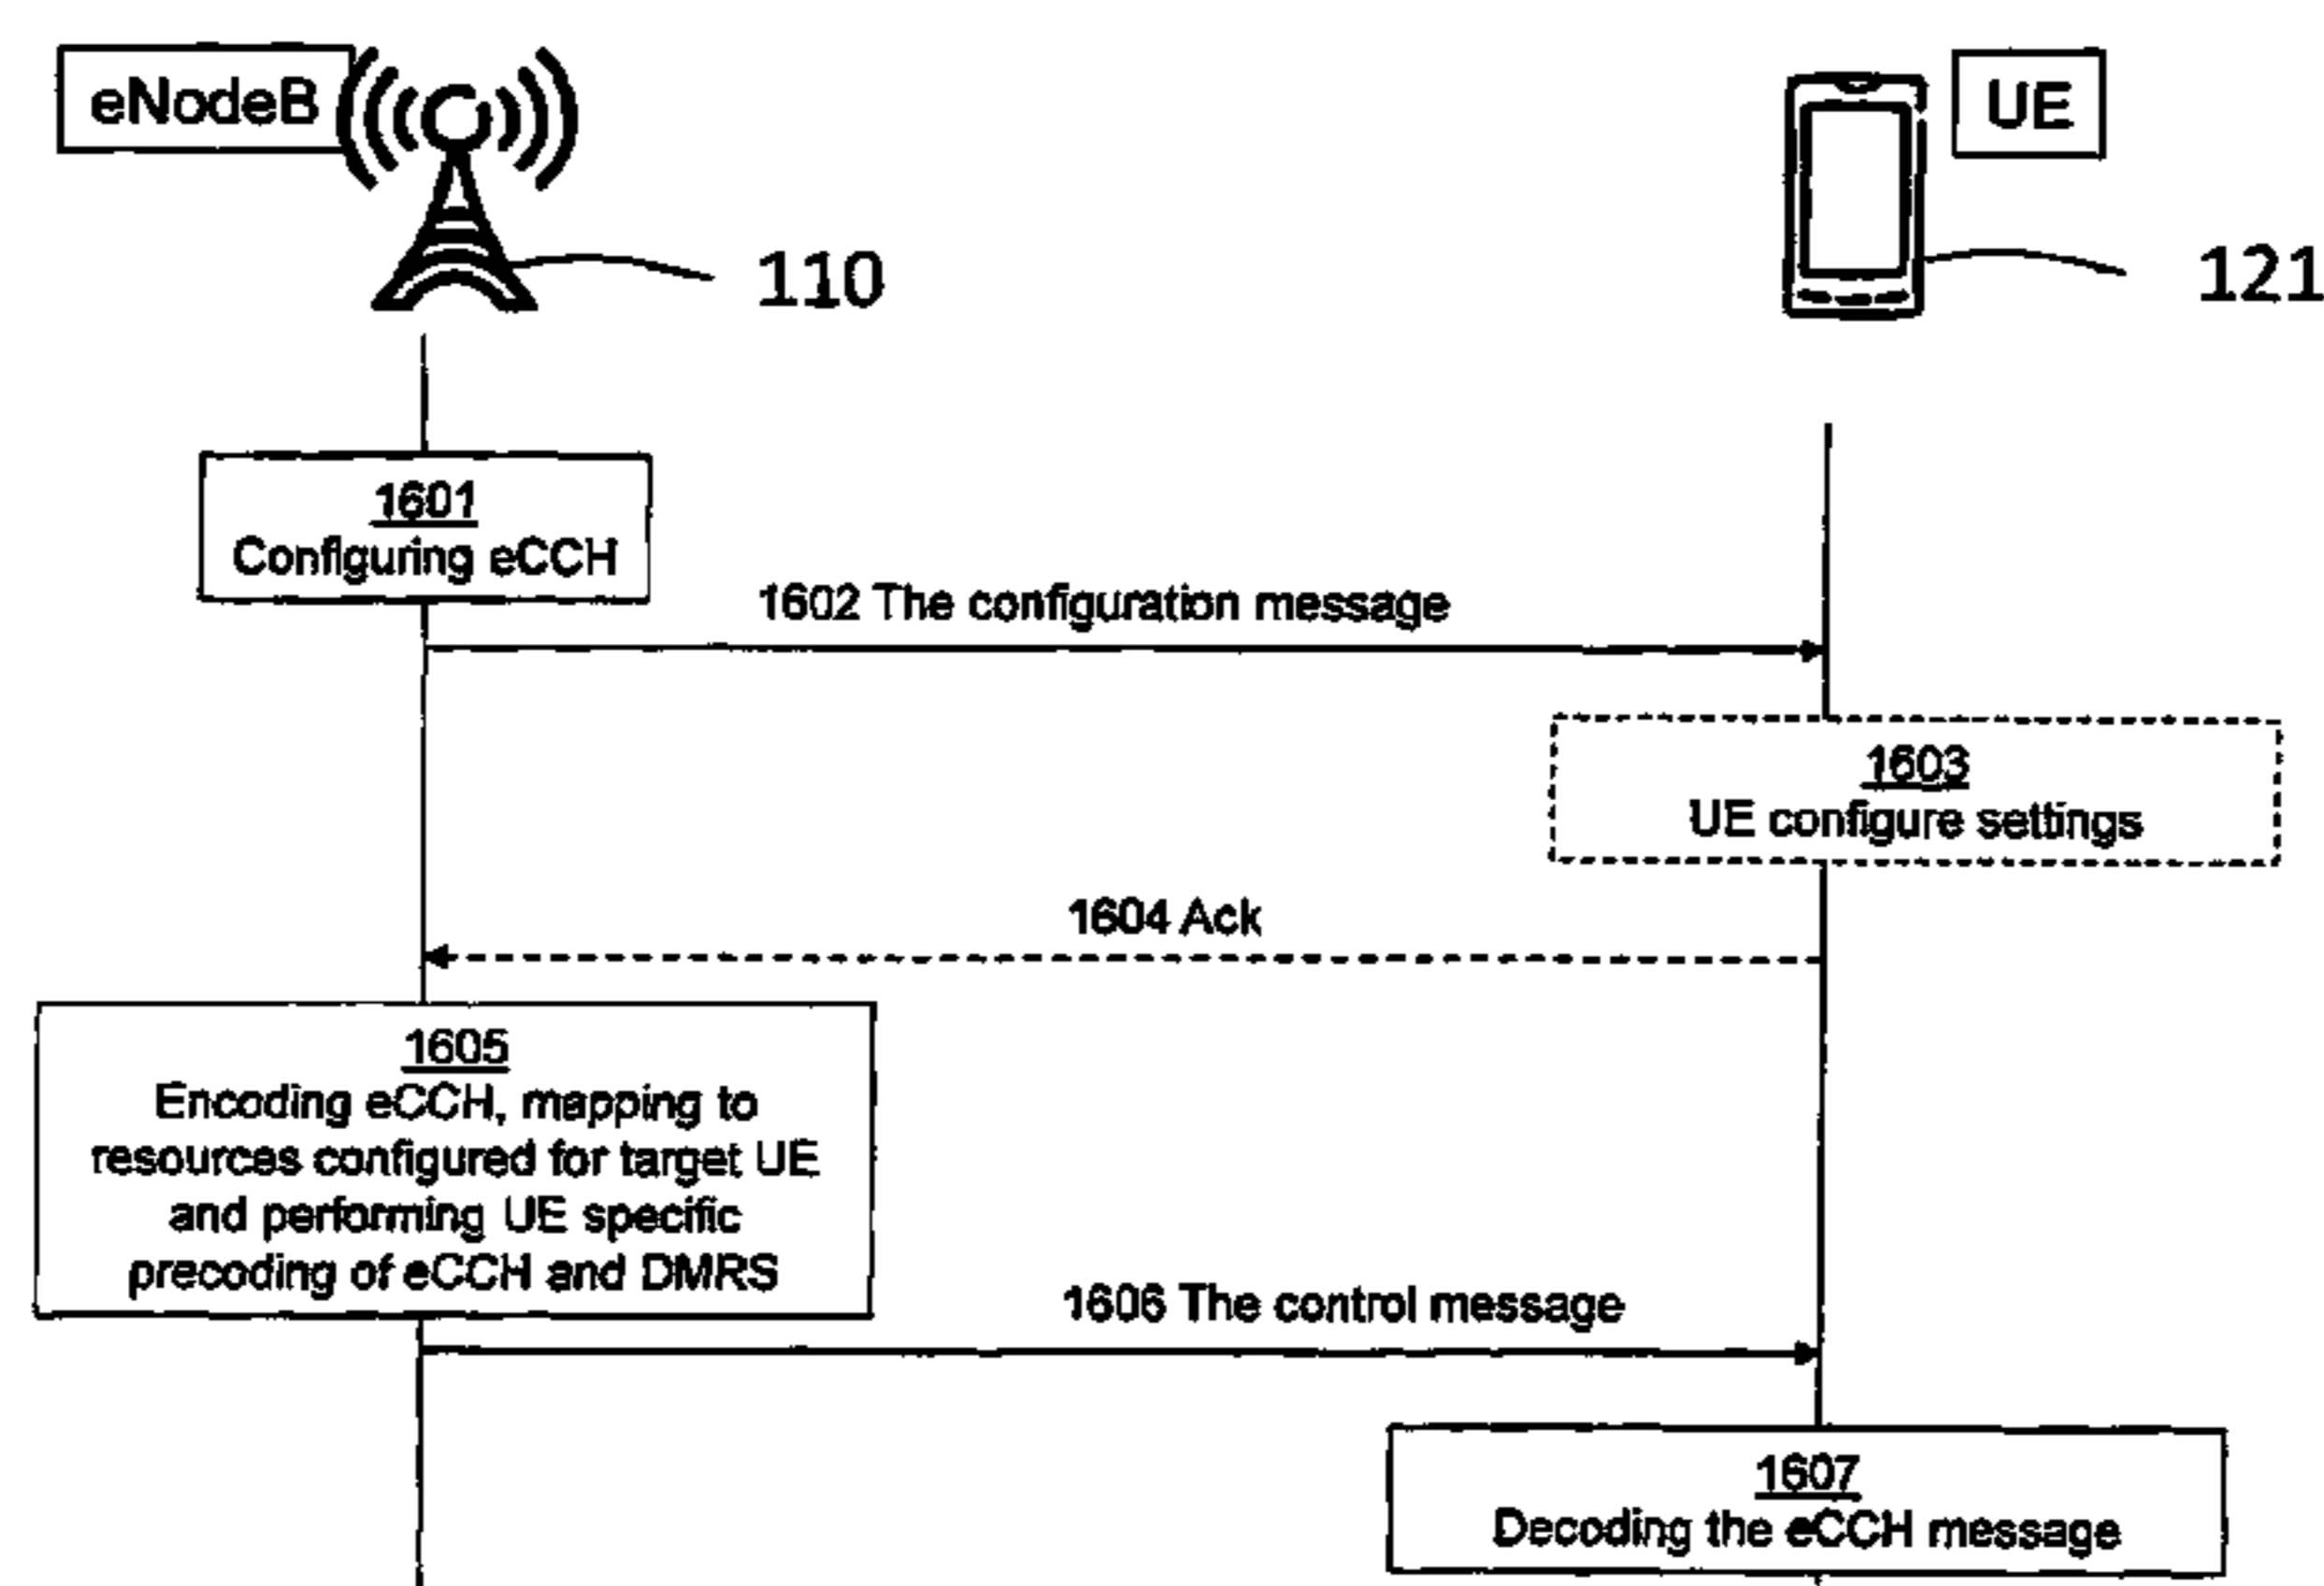 eNodeB
UE
110
121
1601
Configuring eCCH
1602 The configuration message
1603
UE configure settings
1604 Ack
1605
Encoding eCCH, mapping to
resources configured for target UE
and performing UE specific
precoding of eCCH and DMRS
1606 The control message
1607
Decoding the eCCH message